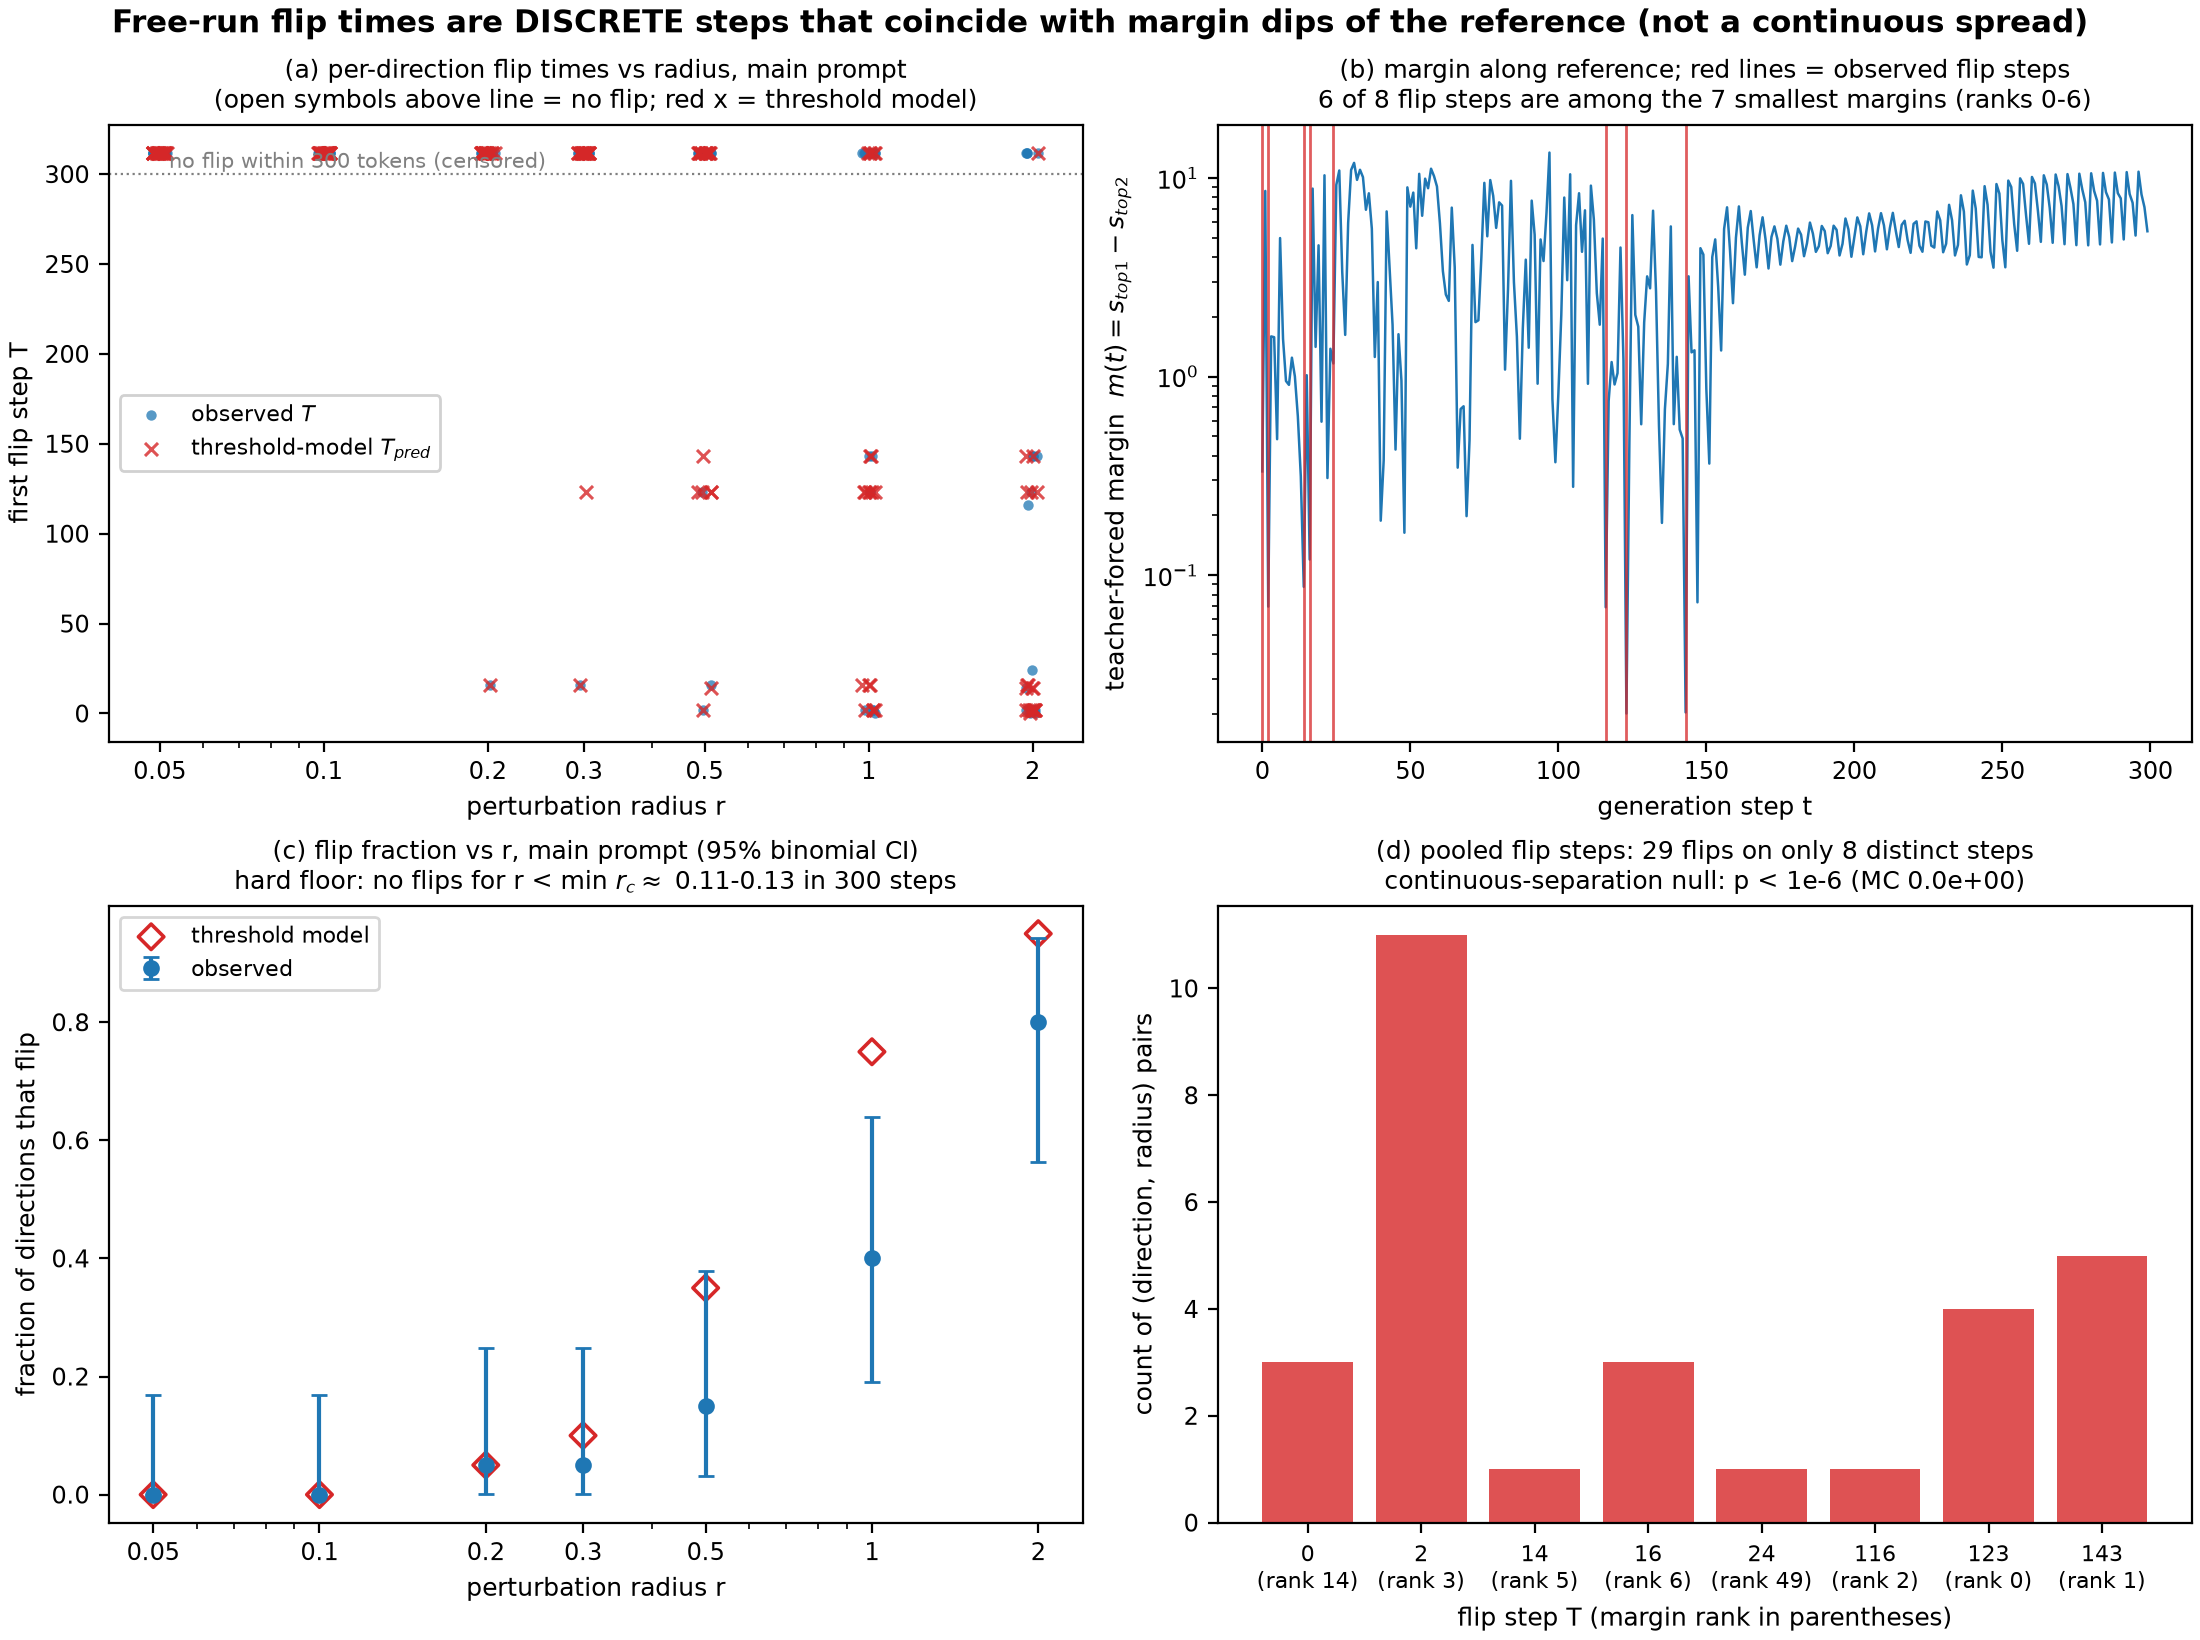 Free-run flip times are DISCRETE steps that coincide with margin dips of the reference (not a continuous spread)
(a) per-direction flip times vs radius, main prompt
(open symbols above line = no flip; red x = threshold model)
no flip within 300 tokens (censored)
first flip step T
300
250
200
150
100
50
0
observed T
threshold-model T_pred
0.05
0.1
0.2
0.3
0.5
1
2
perturbation radius r
(b) margin along reference; red lines = observed flip steps
6 of 8 flip steps are among the 7 smallest margins (ranks 0-6)
teacher-forced margin m(t) = s_top1 − s_top2
10¹
10⁰
10⁻¹
0
50
100
150
200
250
300
generation step t
(c) flip fraction vs r, main prompt (95% binomial CI)
hard floor: no flips for r < min r_c ≈ 0.11-0.13 in 300 steps
threshold model
observed
fraction of directions that flip
0.8
0.6
0.4
0.2
0.0
0.05
0.1
0.2
0.3
0.5
1
2
perturbation radius r
(d) pooled flip steps: 29 flips on only 8 distinct steps
continuous-separation null: p < 1e-6 (MC 0.0e+00)
count of (direction, radius) pairs
10
8
6
4
2
0
0
(rank 14)
2
(rank 3)
14
(rank 5)
16
(rank 6)
24
(rank 49)
116
(rank 2)
123
(rank 0)
143
(rank 1)
flip step T (margin rank in parentheses)